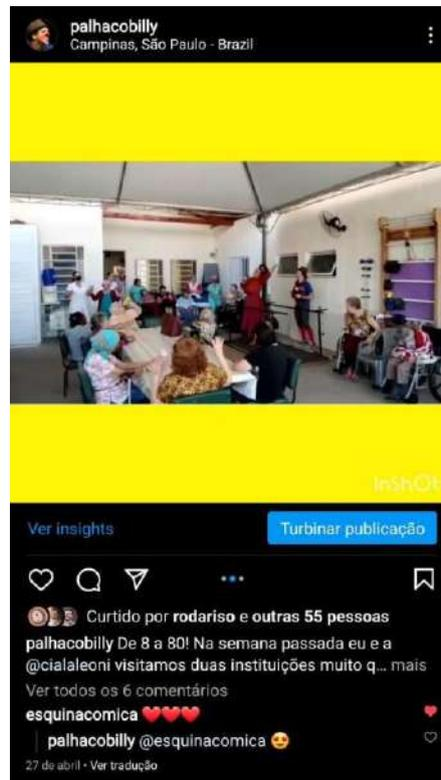 palhacobilly
Campinas, São Paulo - Brazil
InShOt
Ver insights
Turbinar publicação
Curtido por rodariso e outras 55 pessoas
palhacobilly De 8 a 80! Na semana passada eu e a
@cialaleoni visitamos duas instituições muito q... mais
Ver todos os 6 comentários
esquinacomica ❤️❤️❤️
palhacobilly @esquinacomica 😍
27 de abril • Ver tradução